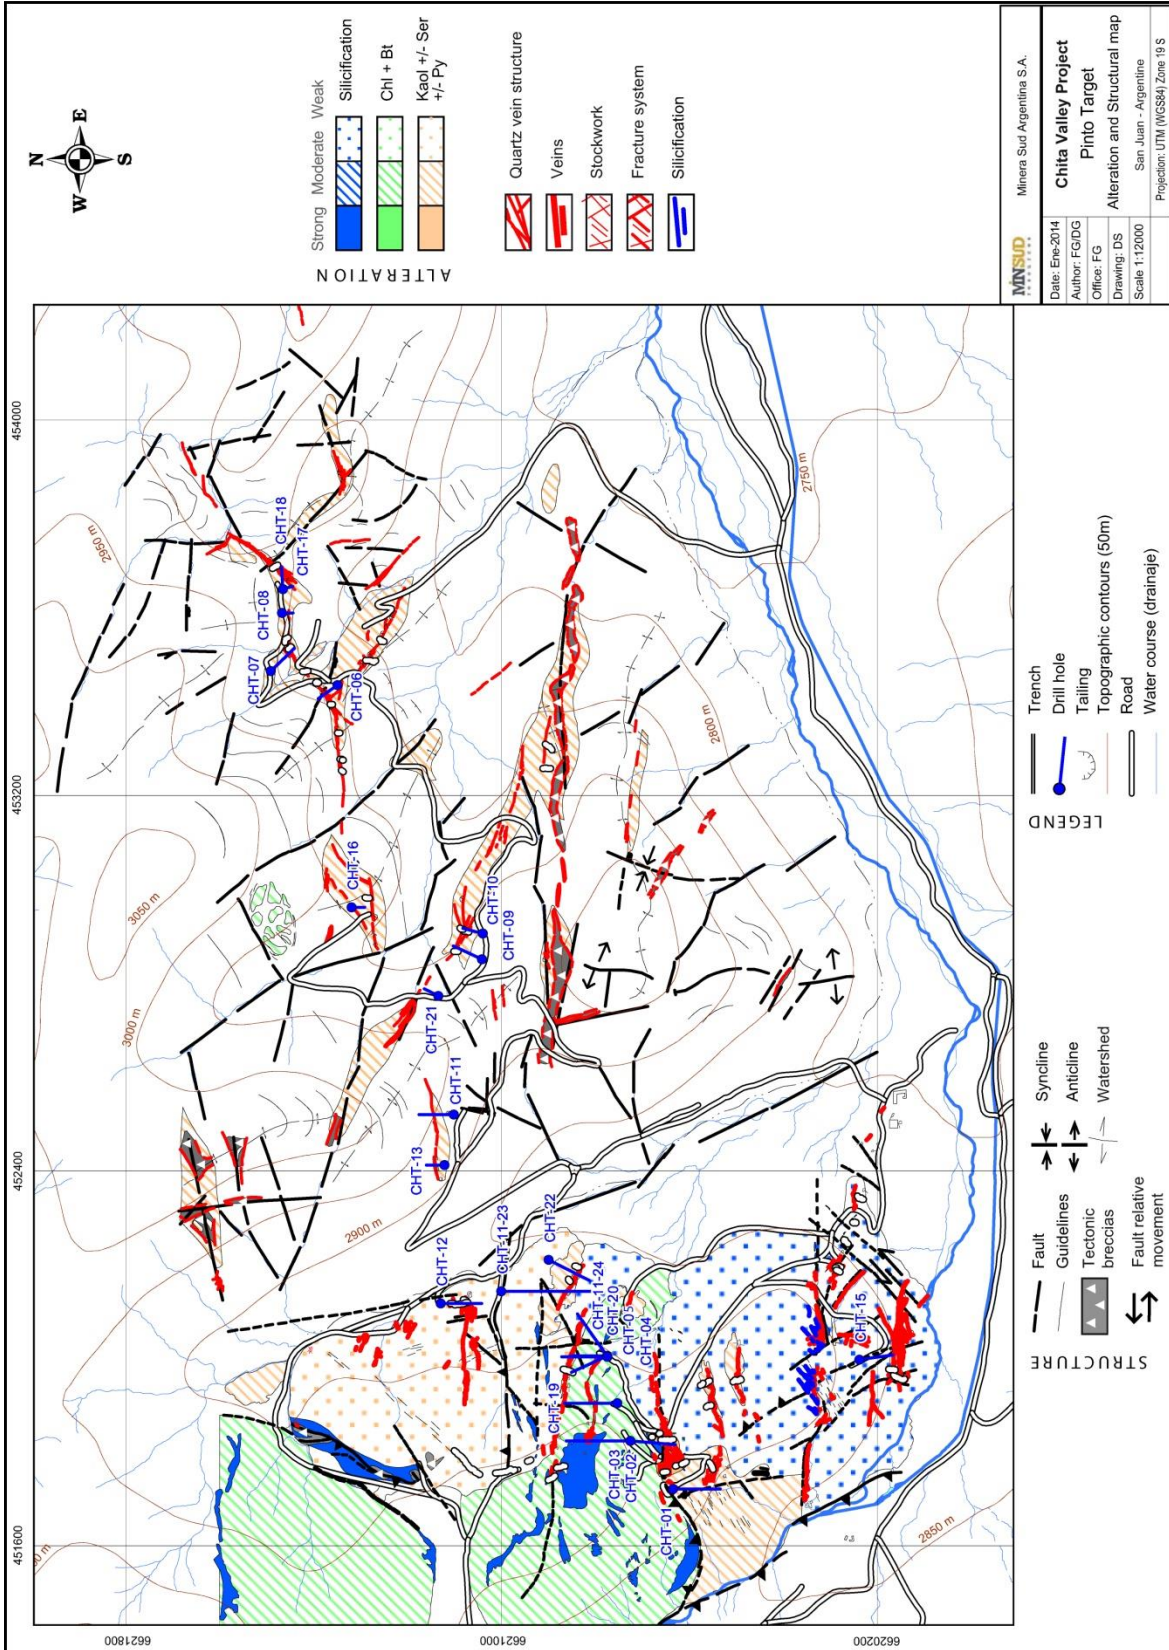 N
W
E
S
Strong Moderate Weak
Silicification
Chl + Bt
Kaol +/- Ser
+/- Py
ALTERATION
Quartz vein structure
Veins
Stockwork
Fracture system
Silicification
MINSUD
Minera Sud Argentina S.A.
Date: Ene-2014
Author: FG/DG
Office: FG
Drawing: DS
Scale 1:12000
Chita Valley Project
Pinto Target
Alteration and Structural map
San Juan - Argentine
Projection: UTM (WGS84) Zone 19 S
451600
452400
453200
454000
6621800
6621000
6620200
2950 m
3050 m
3000 m
2900 m
2800 m
2750 m
2850 m
CHT-18
CHT-17
CHT-08
CHT-07
CHT-06
CHT-16
CHT-10
CHT-09
CHT-21
CHT-11
CHT-13
CHT-22
CHT-11-23
CHT-12
CHT-11-24
CHT-20
CHT-05
CHT-04
CHT-19
CHT-03
CHT-02
CHT-01
CHT-15
STRUCTURE
Fault
Guidelines
Tectonic
breccias
Fault relative
movement
Syncline
Anticline
Watershed
LEGEND
Trench
Drill hole
Tailing
Topographic contours (50m)
Road
Water course (drainaje)